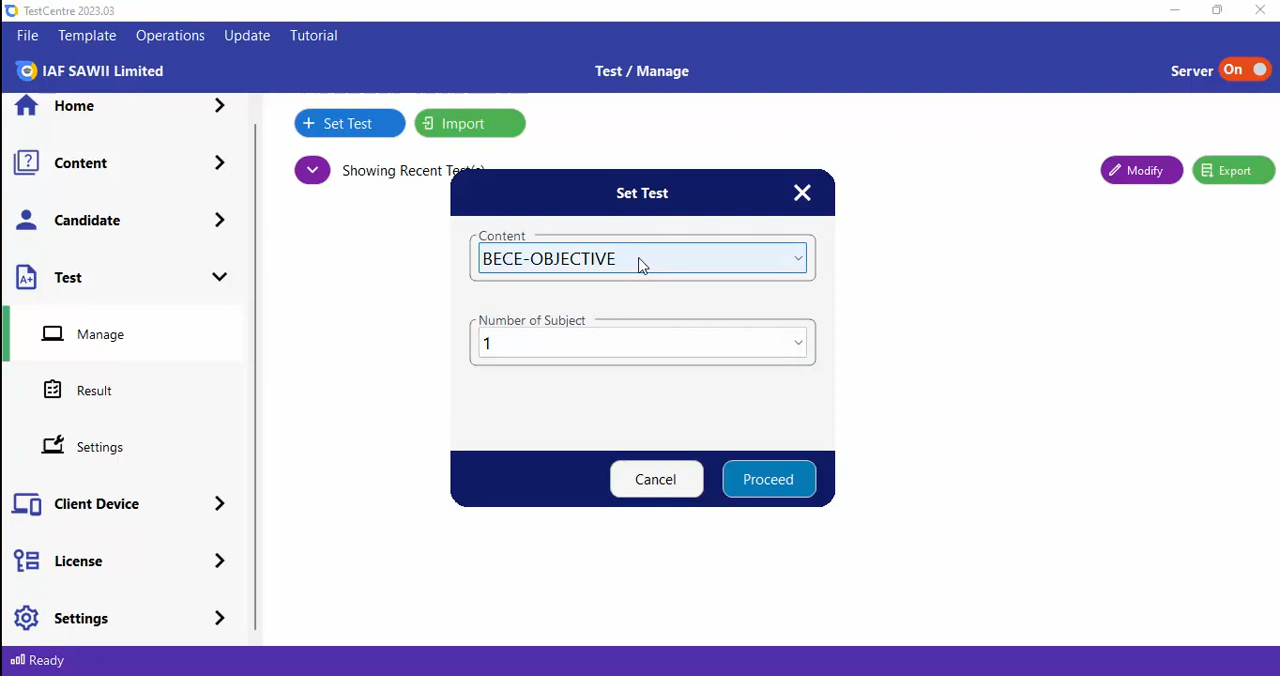 TestCentre 2023.03
File Template Operations Update Tutorial
IAF SAWII Limited
Test / Manage
Server On
Home
Content
Candidate
Test
Manage
Result
Settings
Client Device
License
Settings
+ Set Test
Import
Showing Recent Test(s)
Modify
Export
Set Test
Content
BECE-OBJECTIVE
Number of Subject
1
Cancel
Proceed
Ready